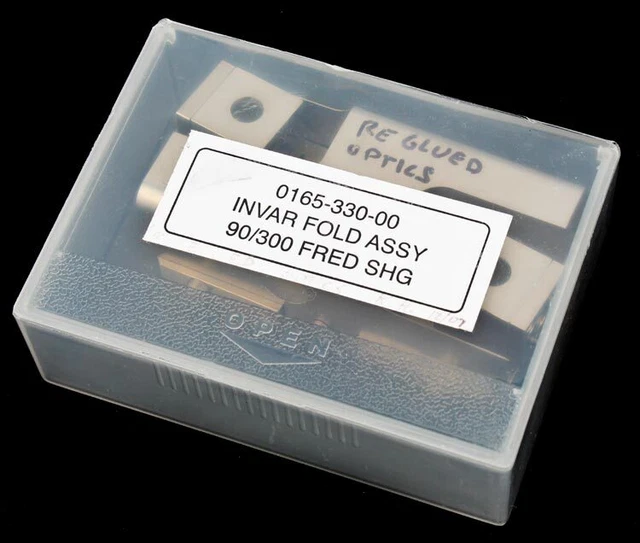 RE GLUED
OPTICS
0165-330-00
INVAR FOLD ASSY
90/300 FRED SHG
OPEN